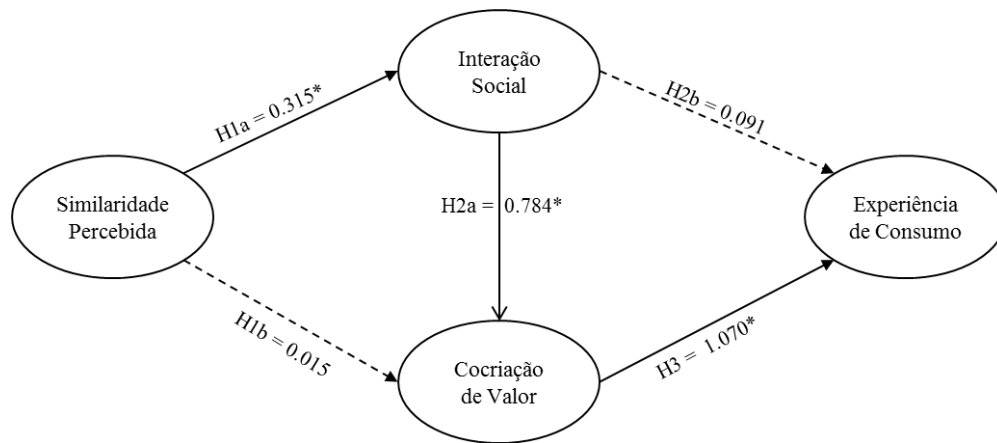 Interação
Social
H1a = 0.315*
H2b = 0.091
Similaridade
Percebida
H2a = 0.784*
Experiência
de Consumo
H1b = 0.015
H3 = 1.070*
Cocriação
de Valor